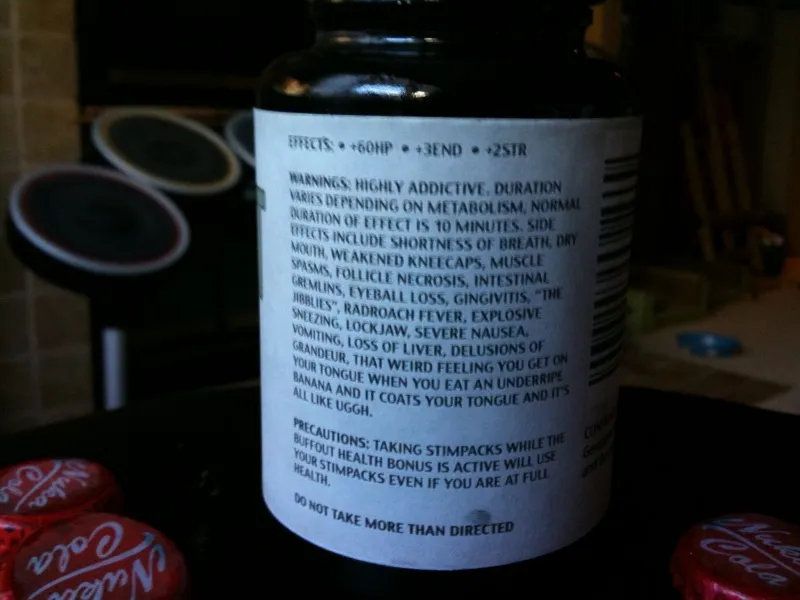 EFFECTS: • +60HP • +3END • +2STR
WARNINGS: HIGHLY ADDICTIVE, DURATION
VARIES DEPENDING ON METABOLISM, NORMAL
DURATION OF EFFECT IS 10 MINUTES. SIDE
EFFECTS INCLUDE SHORTNESS OF BREATH, DRY
MOUTH, WEAKENED KNEECAPS, MUSCLE
SPASMS, FOLLICLE NECROSIS, INTESTINAL
GREMLINS, EYEBALL LOSS, GINGIVITIS, "THE
JIBBLIES", RADROACH FEVER, EXPLOSIVE
SNEEZING, LOCKJAW, SEVERE NAUSEA,
VOMITING, LOSS OF LIVER, DELUSIONS OF
GRANDEUR, THAT WEIRD FEELING YOU GET ON
YOUR TONGUE WHEN YOU EAT AN UNDERRIPE
BANANA AND IT COATS YOUR TONGUE AND IT'S
ALL LIKE UGGH.
PRECAUTIONS: TAKING STIMPACKS WHILE THE
BUFFOUT HEALTH BONUS IS ACTIVE WILL USE
YOUR STIMPACKS EVEN IF YOU ARE AT FULL
HEALTH.
DO NOT TAKE MORE THAN DIRECTED
Nuka
Cola
Nuka
Cola
Nuka
Cola